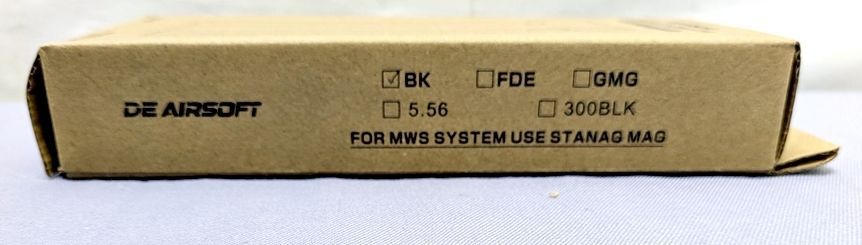 ☑BK ☐FDE ☐GMG
DE AIRSOFT
☐ 5.56 ☐ 300BLK
FOR MWS SYSTEM USE STANAG MAG